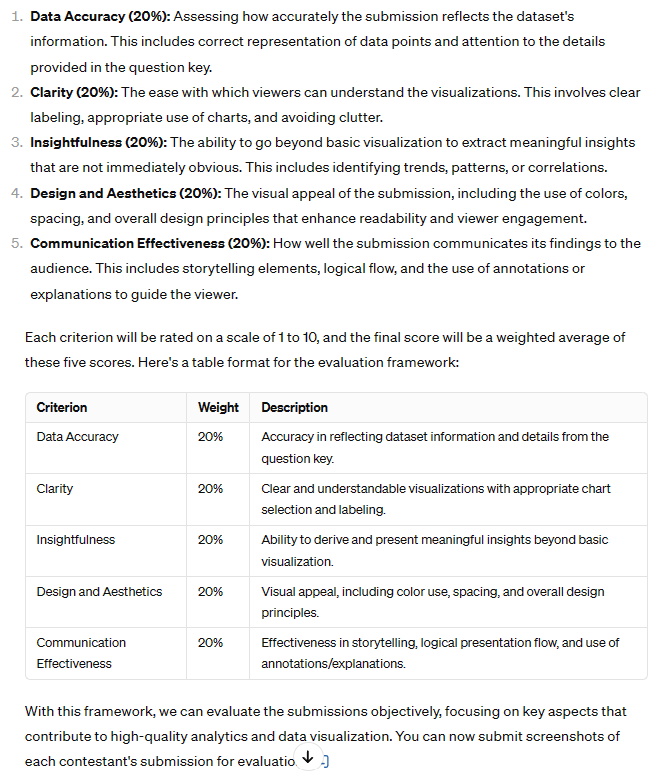 1. Data Accuracy (20%): Assessing how accurately the submission reflects the dataset's
information. This includes correct representation of data points and attention to the details
provided in the question key.
2. Clarity (20%): The ease with which viewers can understand the visualizations. This involves clear
labeling, appropriate use of charts, and avoiding clutter.
3. Insightfulness (20%): The ability to go beyond basic visualization to extract meaningful insights
that are not immediately obvious. This includes identifying trends, patterns, or correlations.
4. Design and Aesthetics (20%): The visual appeal of the submission, including the use of colors,
spacing, and overall design principles that enhance readability and viewer engagement.
5. Communication Effectiveness (20%): How well the submission communicates its findings to the
audience. This includes storytelling elements, logical flow, and the use of annotations or
explanations to guide the viewer.
Each criterion will be rated on a scale of 1 to 10, and the final score will be a weighted average of
these five scores. Here's a table format for the evaluation framework:
Criterion Weight Description
Data Accuracy 20% Accuracy in reflecting dataset information and details from the
question key.
Clarity 20% Clear and understandable visualizations with appropriate chart
selection and labeling.
Insightfulness 20% Ability to derive and present meaningful insights beyond basic
visualization.
Design and Aesthetics 20% Visual appeal, including color use, spacing, and overall design
principles.
Communication 20% Effectiveness in storytelling, logical presentation flow, and use of
Effectiveness annotations/explanations.
With this framework, we can evaluate the submissions objectively, focusing on key aspects that
contribute to high-quality analytics and data visualization. You can now submit screenshots of
each contestant's submission for evaluatio